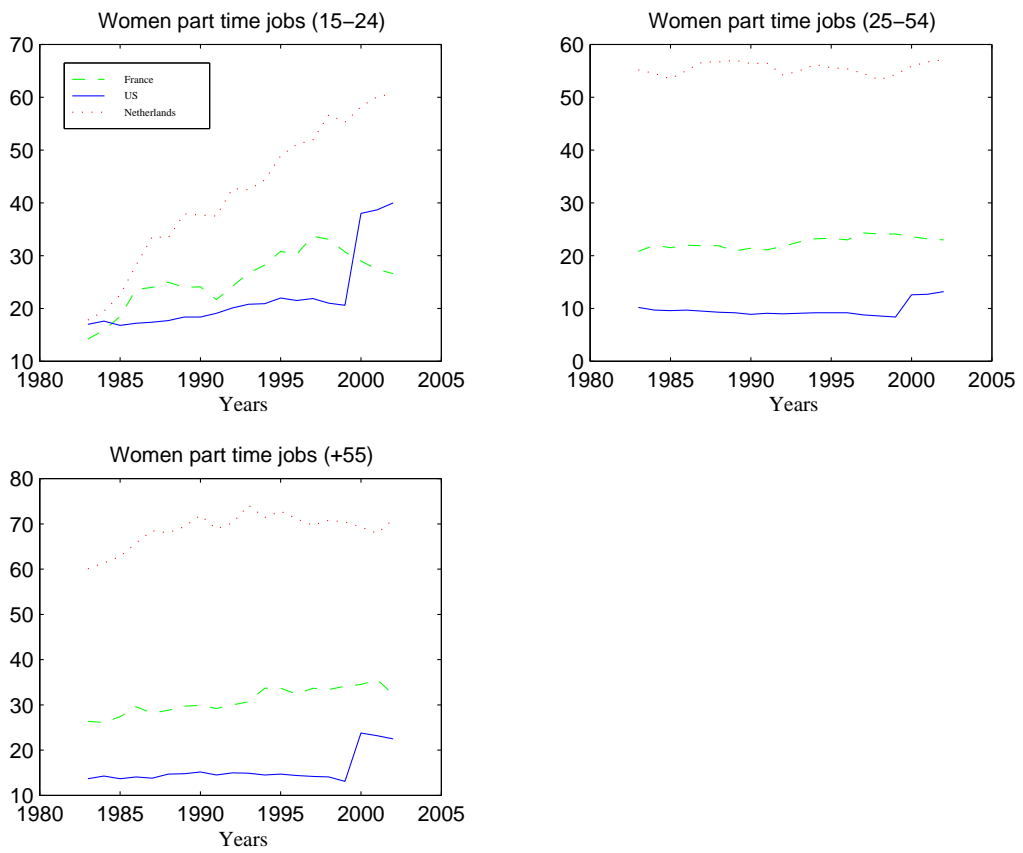 Women part time jobs (15−24)
70
60
50
40
30
20
10
France
US
Netherlands
1980 1985 1990 1995 2000 2005
Years
Women part time jobs (25−54)
60
50
40
30
20
10
0
1980 1985 1990 1995 2000 2005
Years
Women part time jobs (+55)
80
70
60
50
40
30
20
10
1980 1985 1990 1995 2000 2005
Years